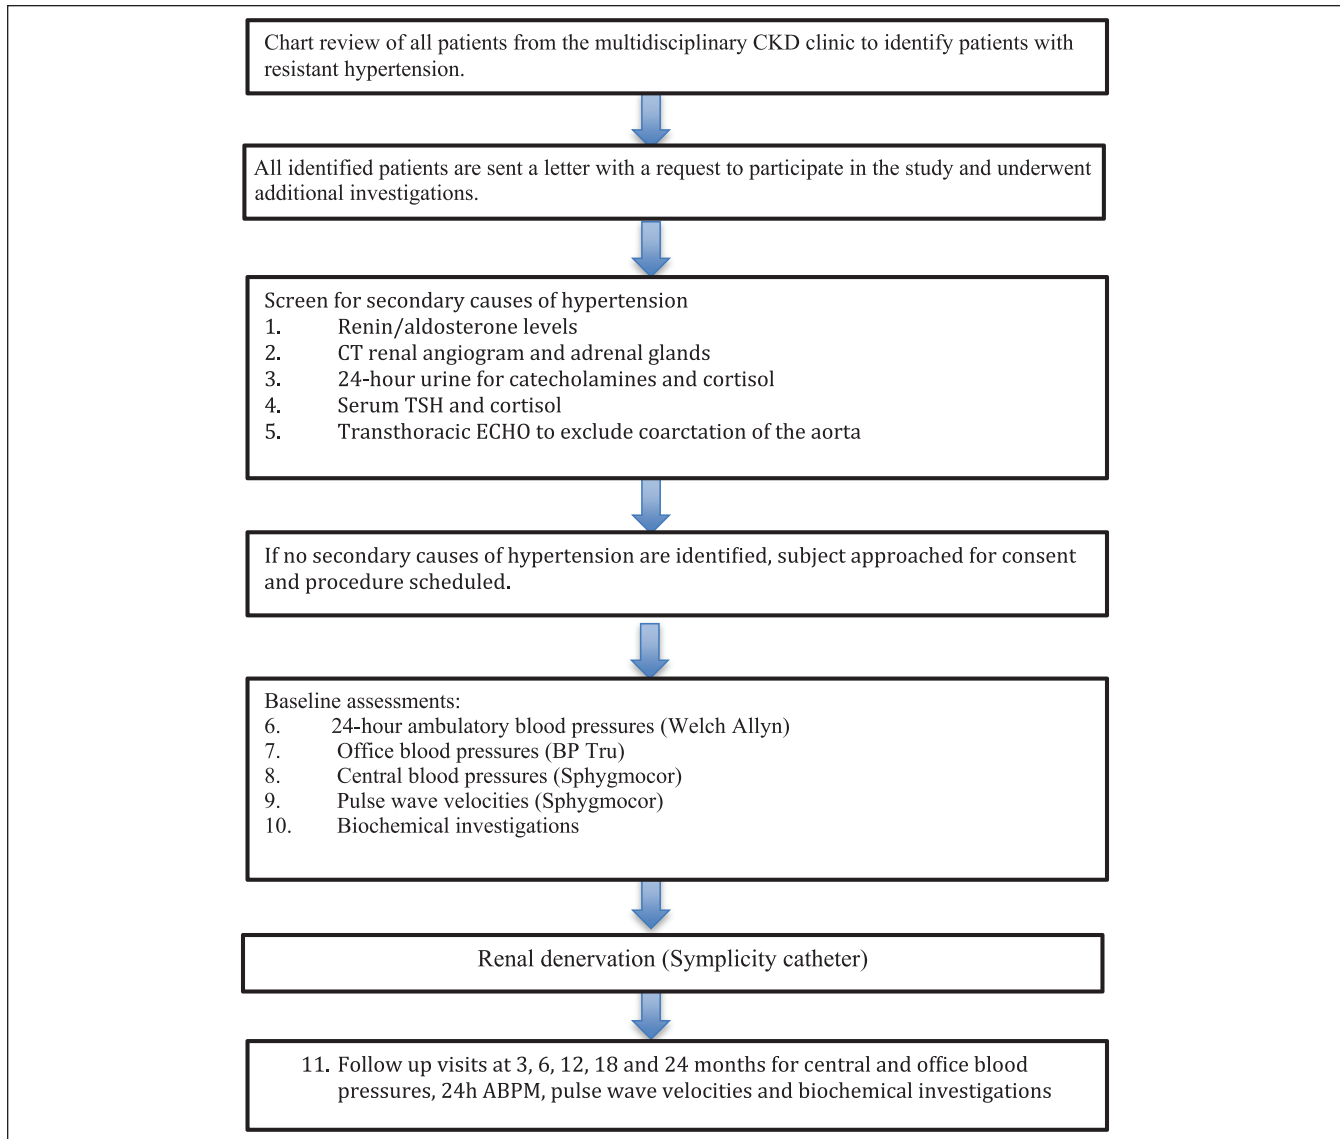 Chart review of all patients from the multidisciplinary CKD clinic to identify patients with
resistant hypertension.
All identified patients are sent a letter with a request to participate in the study and underwent
additional investigations.
Screen for secondary causes of hypertension
1. Renin/aldosterone levels
2. CT renal angiogram and adrenal glands
3. 24-hour urine for catecholamines and cortisol
4. Serum TSH and cortisol
5. Transthoracic ECHO to exclude coarctation of the aorta
If no secondary causes of hypertension are identified, subject approached for consent
and procedure scheduled.
Baseline assessments:
6. 24-hour ambulatory blood pressures (Welch Allyn)
7. Office blood pressures (BP Tru)
8. Central blood pressures (Sphygmocor)
9. Pulse wave velocities (Sphygmocor)
10. Biochemical investigations
Renal denervation (Symplicity catheter)
11. Follow up visits at 3, 6, 12, 18 and 24 months for central and office blood
pressures, 24h ABPM, pulse wave velocities and biochemical investigations